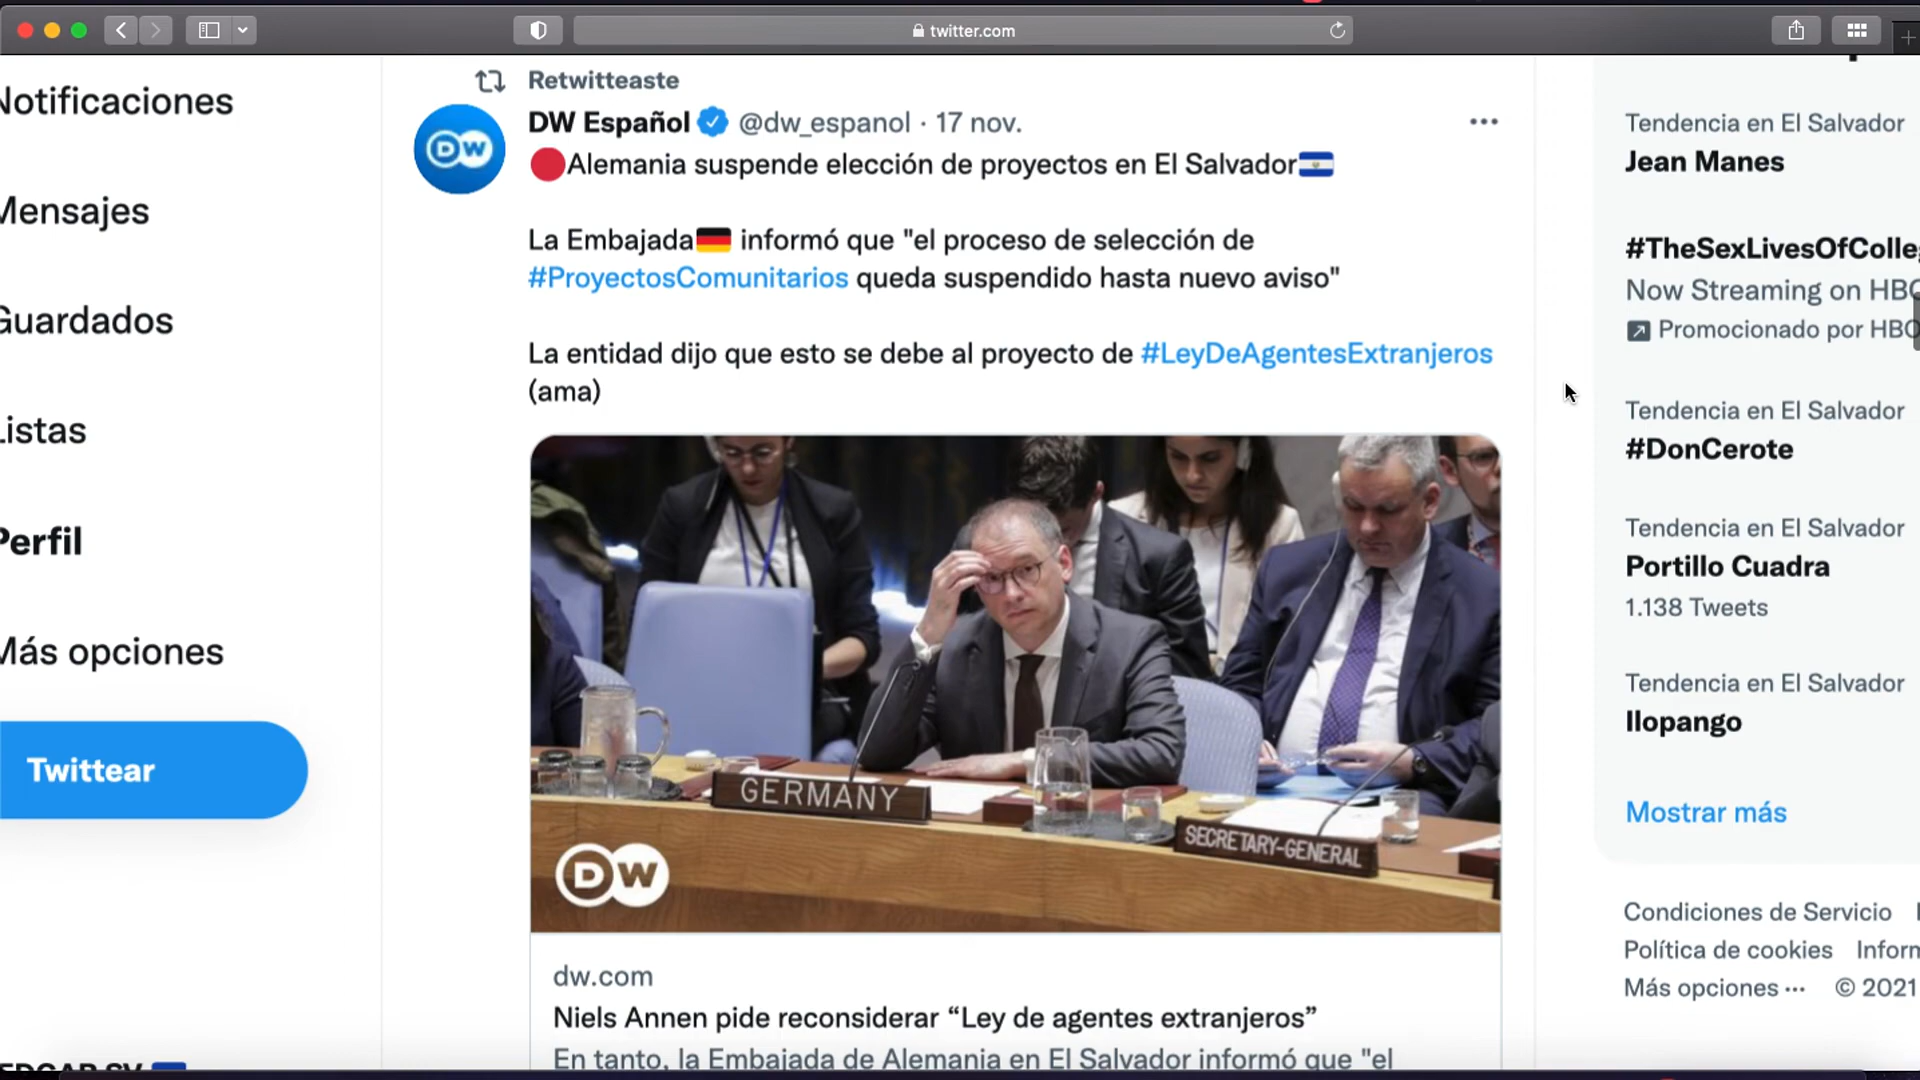 twitter.com
Notificaciones
Mensajes
Guardados
Listas
Perfil
Más opciones
Twittear
Retwitteaste
DW Español @dw_espanol · 17 nov.
Alemania suspende elección de proyectos en El Salvador
La Embajada informó que "el proceso de selección de
#ProyectosComunitarios queda suspendido hasta nuevo aviso"
La entidad dijo que esto se debe al proyecto de #LeyDeAgentesExtranjeros
(ama)
DW
GERMANY
SECRETARY-GENERAL
DW
dw.com
Niels Annen pide reconsiderar “Ley de agentes extranjeros”
En tanto, la Embajada de Alemania en El Salvador informó que "el
Tendencia en El Salvador
Jean Manes
#TheSexLivesOfColle
Now Streaming on HBO
Promocionado por HBO
Tendencia en El Salvador
#DonCerote
Tendencia en El Salvador
Portillo Cuadra
1.138 Tweets
Tendencia en El Salvador
Ilopango
Mostrar más
Condiciones de Servicio
Política de cookies Inform
Más opciones ··· © 2021